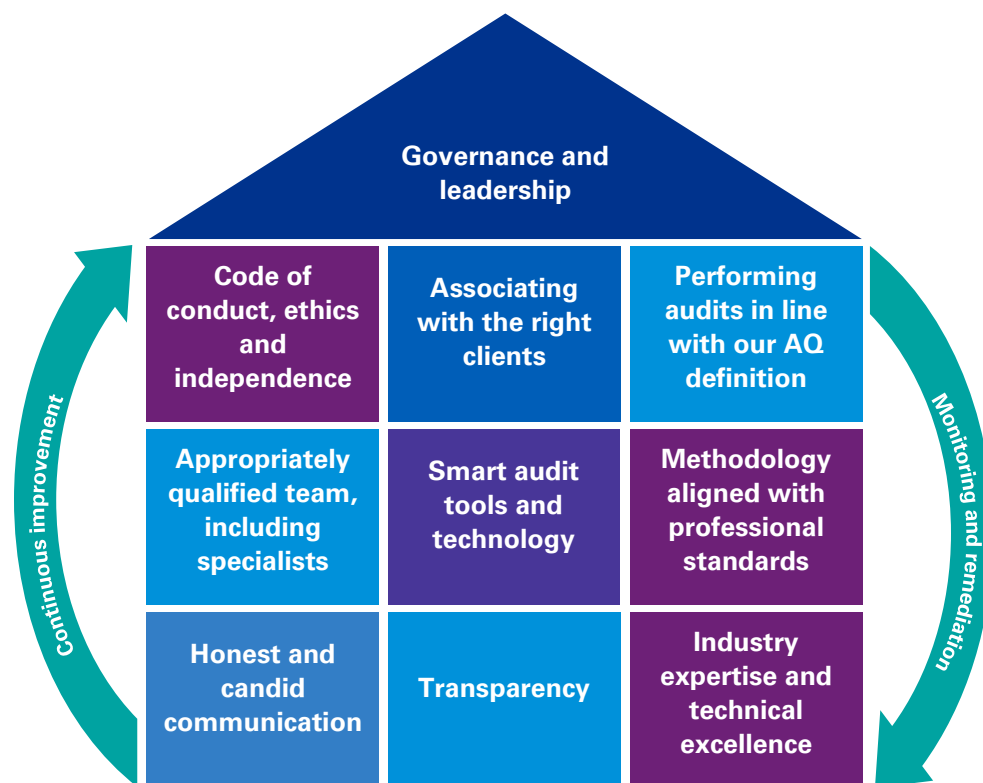 Governance and
leadership
Code of
conduct, ethics
and
independence
Associating
with the right
clients
Performing
audits in line
with our AQ
definition
Appropriately
qualified team,
including
specialists
Smart audit
tools and
technology
Methodology
aligned with
professional
standards
Honest and
candid
communication
Transparency
Industry
expertise and
technical
excellence
Continuous improvement
Monitoring and remediation